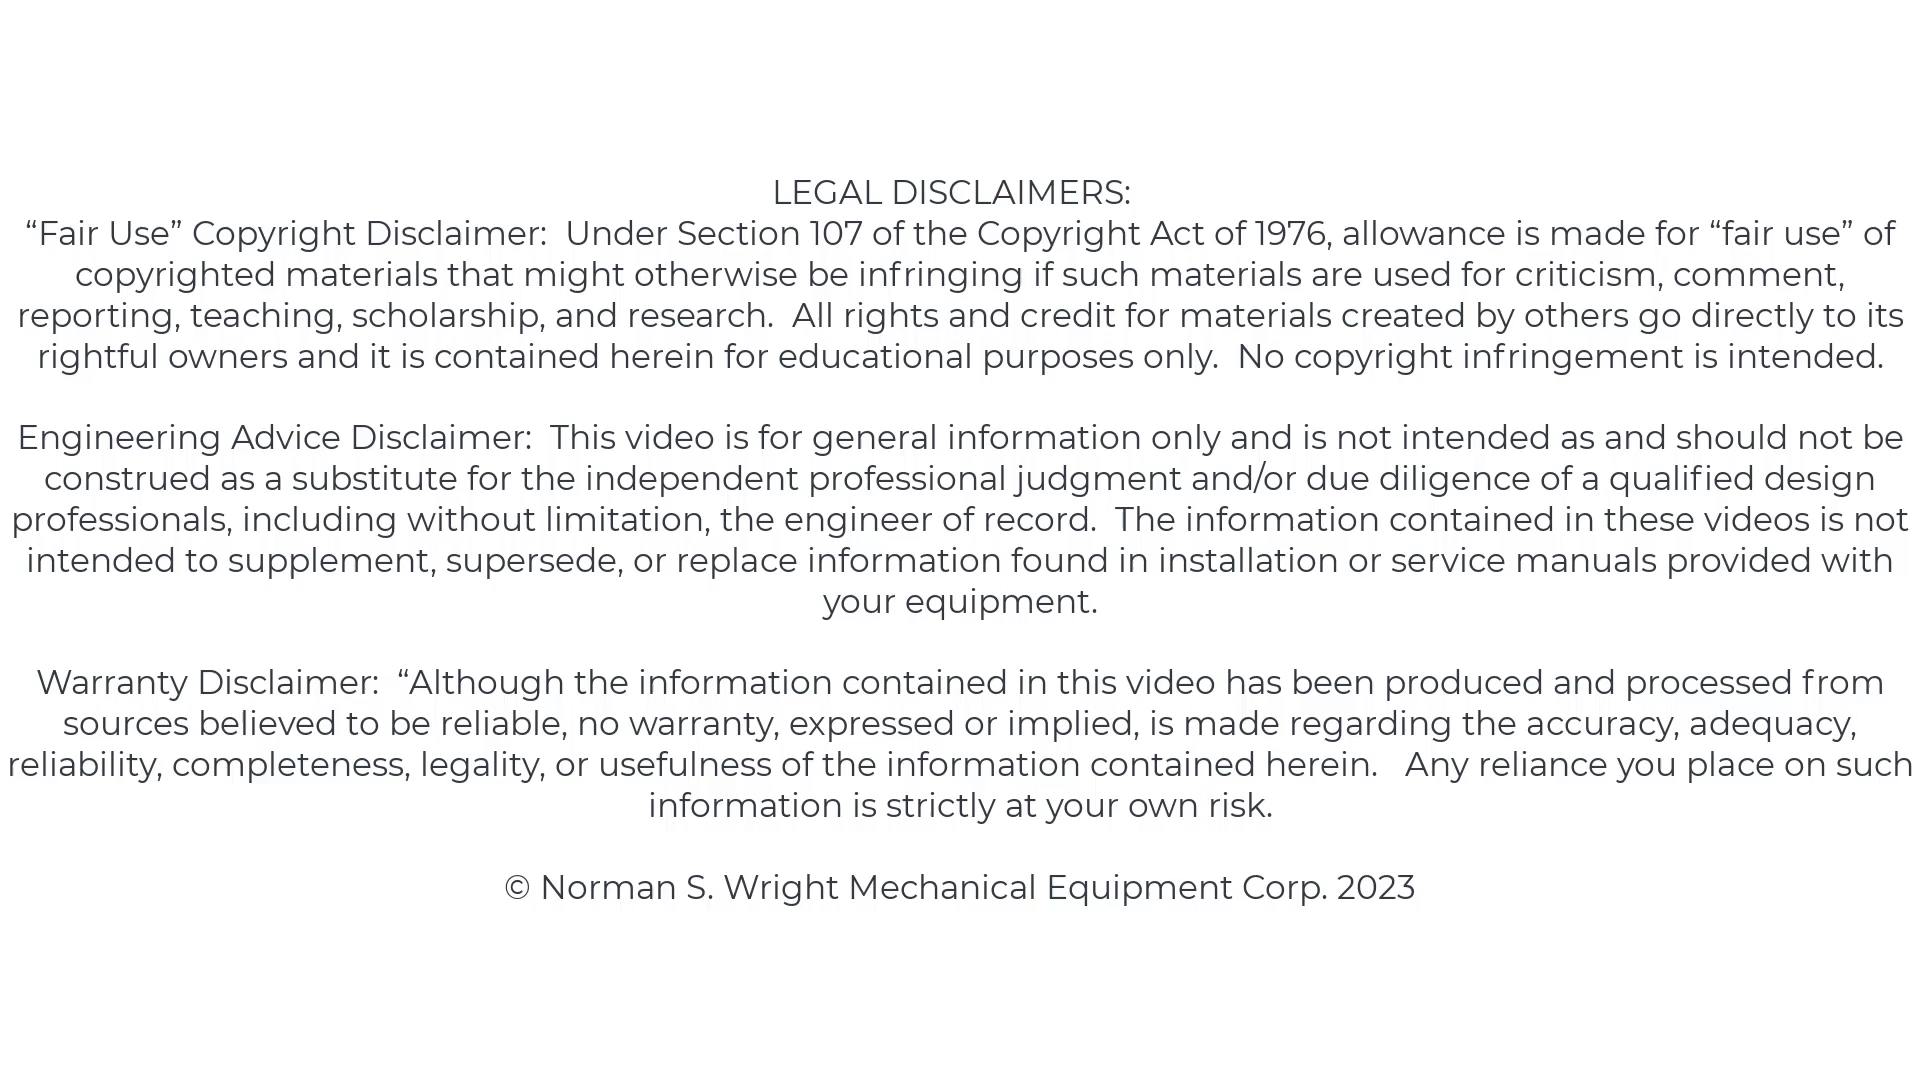 LEGAL DISCLAIMERS:
“Fair Use” Copyright Disclaimer:  Under Section 107 of the Copyright Act of 1976, allowance is made for “fair use” of
copyrighted materials that might otherwise be infringing if such materials are used for criticism, comment,
reporting, teaching, scholarship, and research.  All rights and credit for materials created by others go directly to its
rightful owners and it is contained herein for educational purposes only.  No copyright infringement is intended.
Engineering Advice Disclaimer:  This video is for general information only and is not intended as and should not be
construed as a substitute for the independent professional judgment and/or due diligence of a qualified design
professionals, including without limitation, the engineer of record.  The information contained in these videos is not
intended to supplement, supersede, or replace information found in installation or service manuals provided with
your equipment.
Warranty Disclaimer:  “Although the information contained in this video has been produced and processed from
sources believed to be reliable, no warranty, expressed or implied, is made regarding the accuracy, adequacy,
reliability, completeness, legality, or usefulness of the information contained herein.   Any reliance you place on such
information is strictly at your own risk.
© Norman S. Wright Mechanical Equipment Corp. 2023